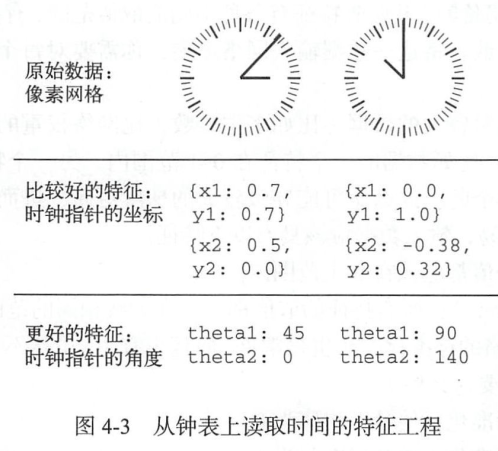 原始数据：
像素网格
比较好的特征： {x1: 0.7, {x1: 0.0,
时钟指针的坐标 y1: 0.7} y1: 1.0}
{x2: 0.5, {x2: -0.38,
y2: 0.0} y2: 0.32}
更好的特征： theta1: 45 theta1: 90
时钟指针的角度 theta2: 0 theta2: 140
图 4-3 从钟表上读取时间的特征工程